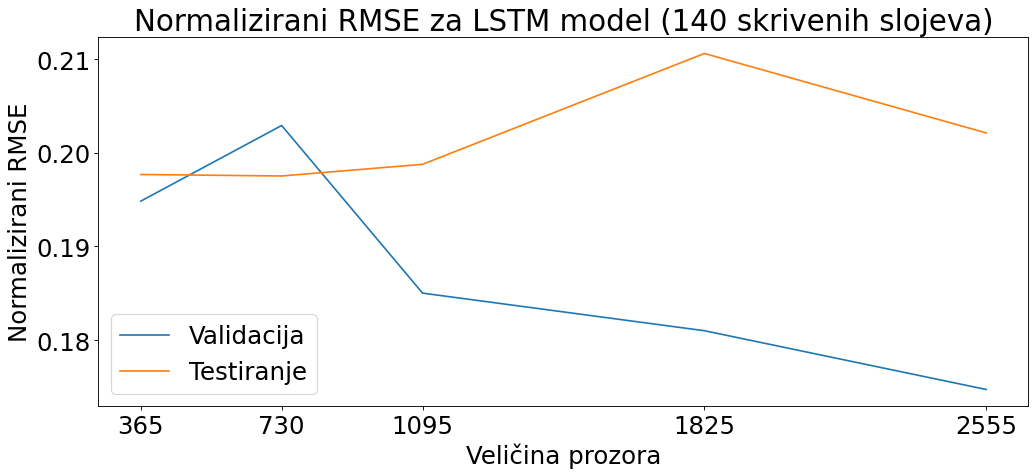 Normalizirani RMSE za LSTM model (140 skrivenih slojeva)
Normalizirani RMSE
0.21
0.20
0.19
0.18
Validacija
Testiranje
365 730 1095 1825 2555
Veličina prozora